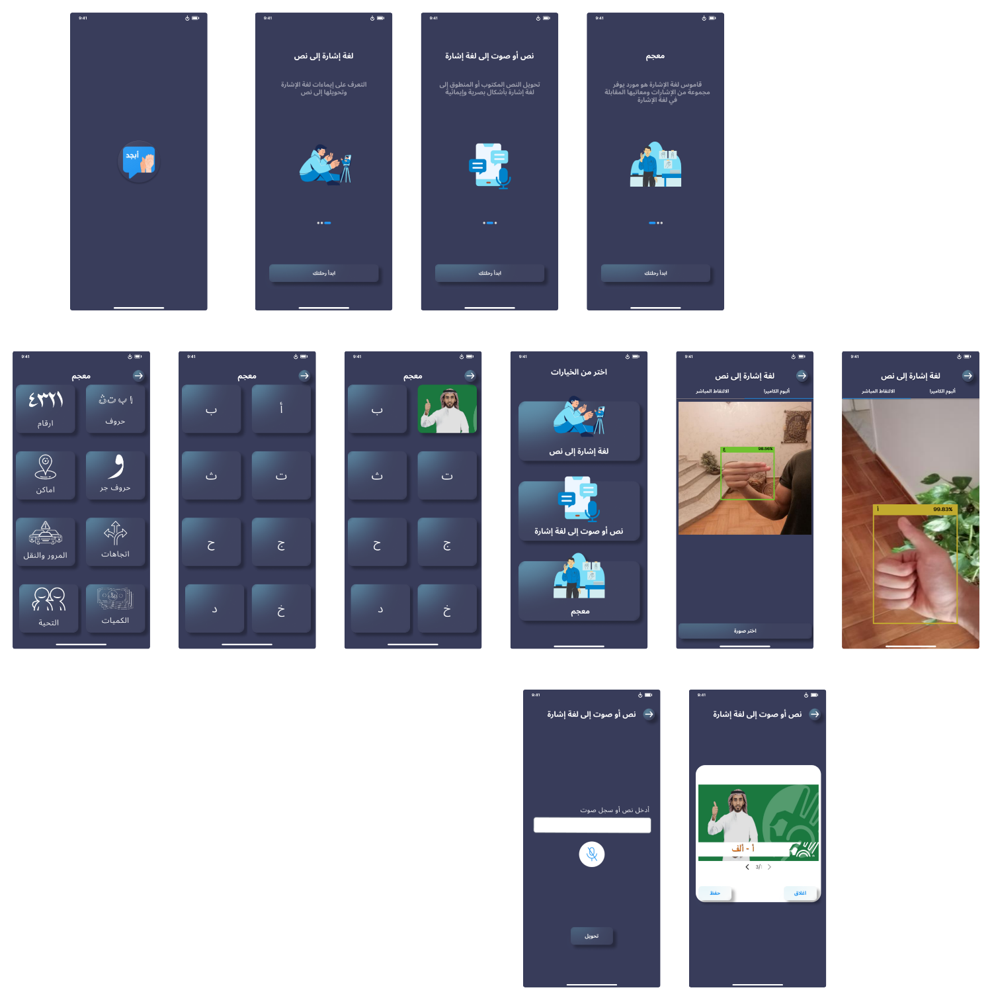 9:41
أبجد
9:41
لغة إشارة إلى نص
التعرف على إيماءات لغة الإشارة
وتحويلها إلى نص
ابدأ رحلتك
9:41
نص أو صوت إلى لغة إشارة
تحويل النص المكتوب أو المنطوق إلى
لغة إشارة بأشكال بصرية وإيمائية
ابدأ رحلتك
9:41
معجم
قاموس لغة الإشارة هو مورد يوفر
مجموعة من الإشارات ومعانيها المقابلة
في لغة الإشارة
ابدأ رحلتك
9:41
معجم
ا ب ت ث
حروف
٤٣٢١
ارقام
و
حروف جر
اماكن
اتجاهات
المرور والنقل
الكميات
التحية
9:41
معجم
أ
ب
ت
ث
ج
ح
خ
د
9:41
معجم
ب
ت
ث
ج
ح
خ
د
9:41
اختر من الخيارات
لغة إشارة إلى نص
نص أو صوت إلى لغة إشارة
معجم
9:41
لغة إشارة إلى نص
ألبوم الكاميرا
الالتقاط المباشر
98.56%
اختر صورة
9:41
لغة إشارة إلى نص
ألبوم الكاميرا
الالتقاط المباشر
أ 99.83%
9:41
نص أو صوت إلى لغة إشارة
أدخل نص أو سجل صوت
تحويل
9:41
نص أو صوت إلى لغة إشارة
أ - ألف
3/1
اغلاق
حفظ